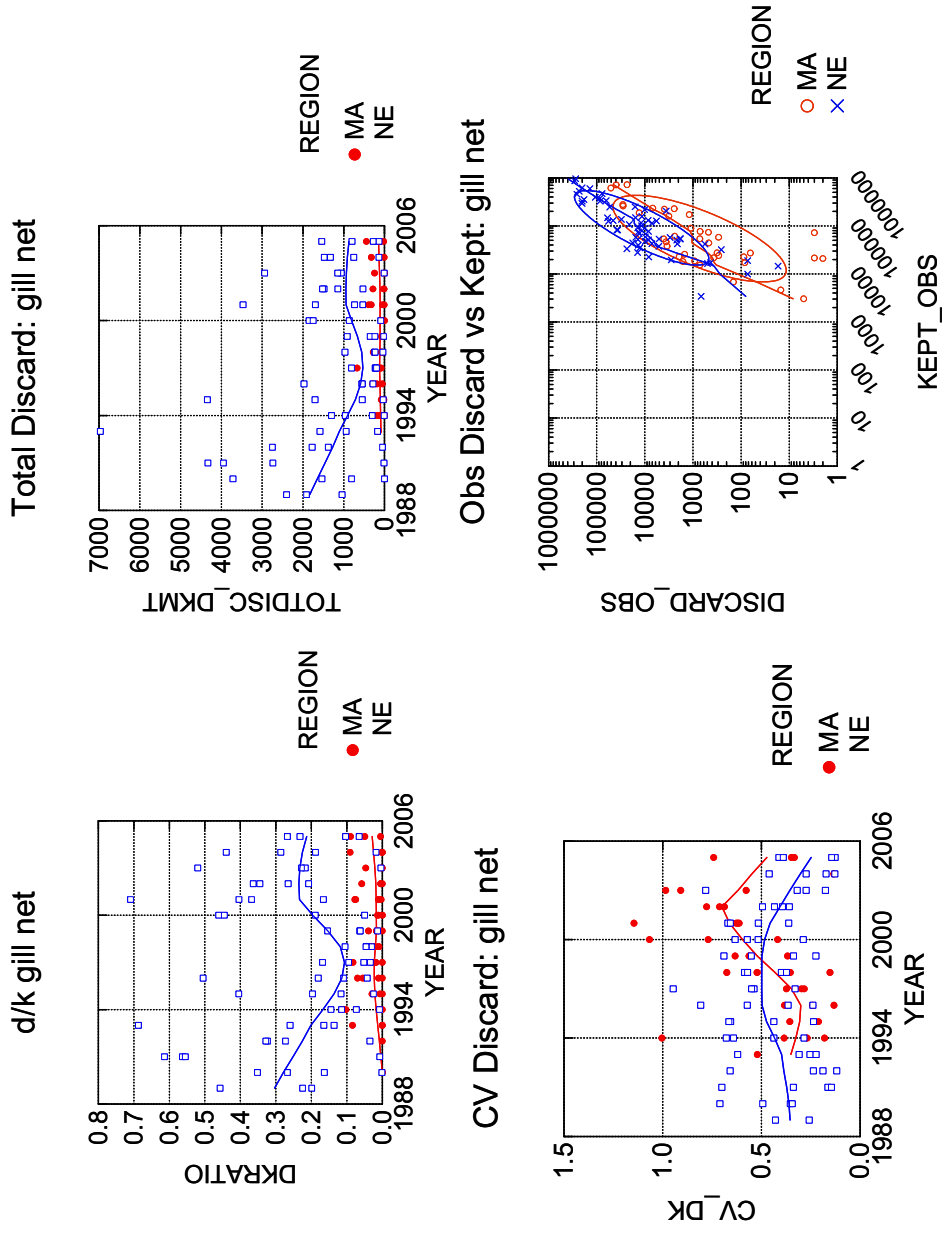 d/k gill net
0.8
0.7
0.6
0.5
0.4
0.3
0.2
0.1
0.0
DKRATIO
1988
1994
2000
2006
YEAR
REGION
MA
NE
Total Discard: gill net
7000
6000
5000
4000
3000
2000
1000
0
TOTDISC_DKMT
1988
1994
2000
2006
YEAR
REGION
MA
NE
CV Discard: gill net
1.5
1.0
0.5
0.0
CV_DK
1988
1994
2000
2006
YEAR
REGION
MA
NE
Obs Discard vs Kept: gill net
1000000
100000
10000
1000
100
10
1
DISCARD_OBS
1
10
100
1000
10000
100000
1000000
KEPT_OBS
REGION
MA
NE